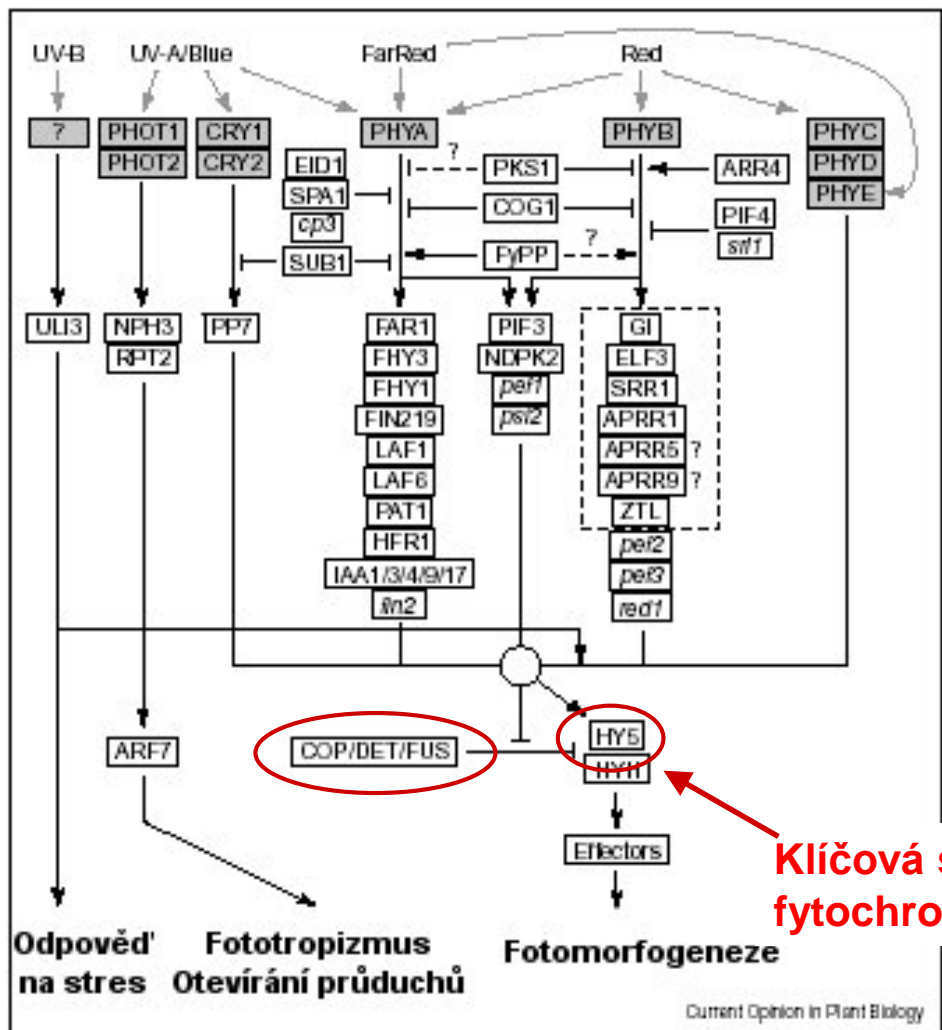 UV-B UV-A/Blue FarRed Red
? PHOT1 CRY1 PHYA PHYB PHYC
PHOT2 CRY2 PHYD
PHYE
EID1
SPA1
cp3
SUB1
?
PKS1
COG1
FyPP
?
ARR4
PIF4
srl1
ULI3 NPH3 PP7 FAR1 PIF3 GI
RPT2 FHY3 NDPK2 ELF3
FHY1 pef1 SRR1
FIN219 psi2 APRR1
LAF1 APRR5 ?
LAF6 APRR9 ?
PAT1 ZTL
HFR1 pef2
IAA1/3/4/9/17 pef3
fin2 red1
ARF7 COP/DET/FUS HY5
HYH
Effectors
Klíčová
fytochro
Odpověď
na stres
Fototropizmus
Otevírání průduchů
Fotomorfogeneze
Current Opinion in Plant Biology